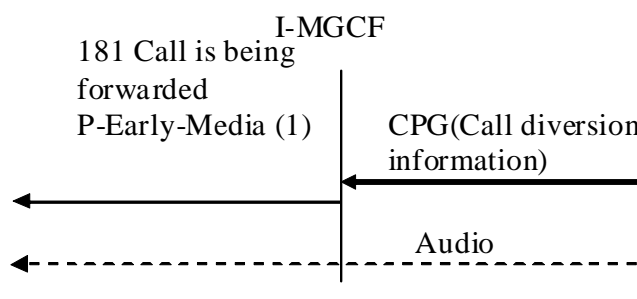 I-MGCF
181 Call is being
forwarded
P-Early-Media (1)
CPG(Call diversion
information)
Audio